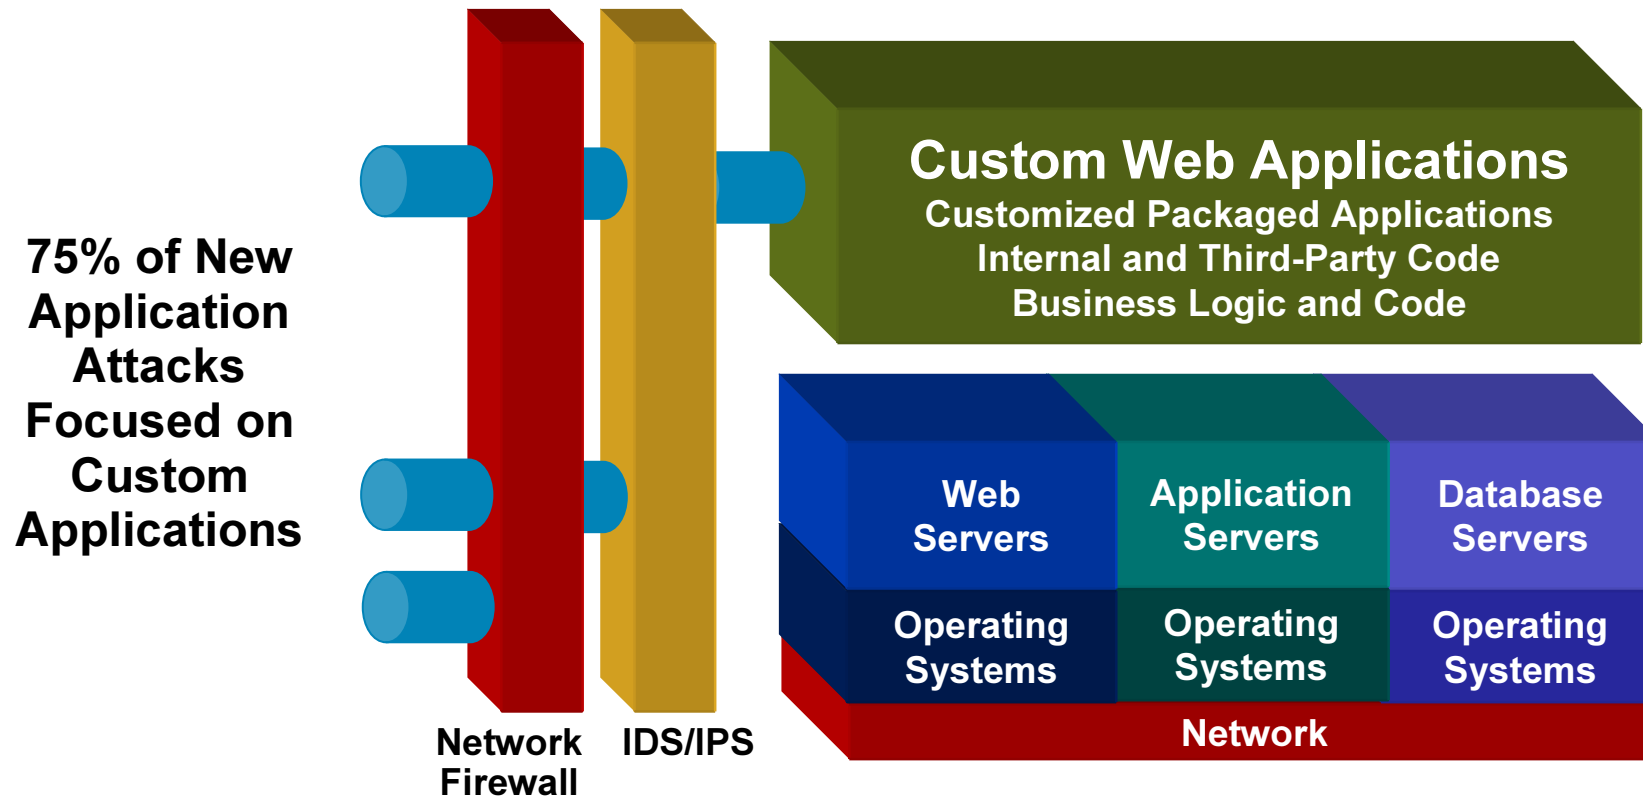 75% of New
Application
Attacks
Focused on
Custom
Applications
Network
Firewall
IDS/IPS
Custom Web Applications
Customized Packaged Applications
Internal and Third-Party Code
Business Logic and Code
Web
Servers
Application
Servers
Database
Servers
Operating
Systems
Operating
Systems
Operating
Systems
Network